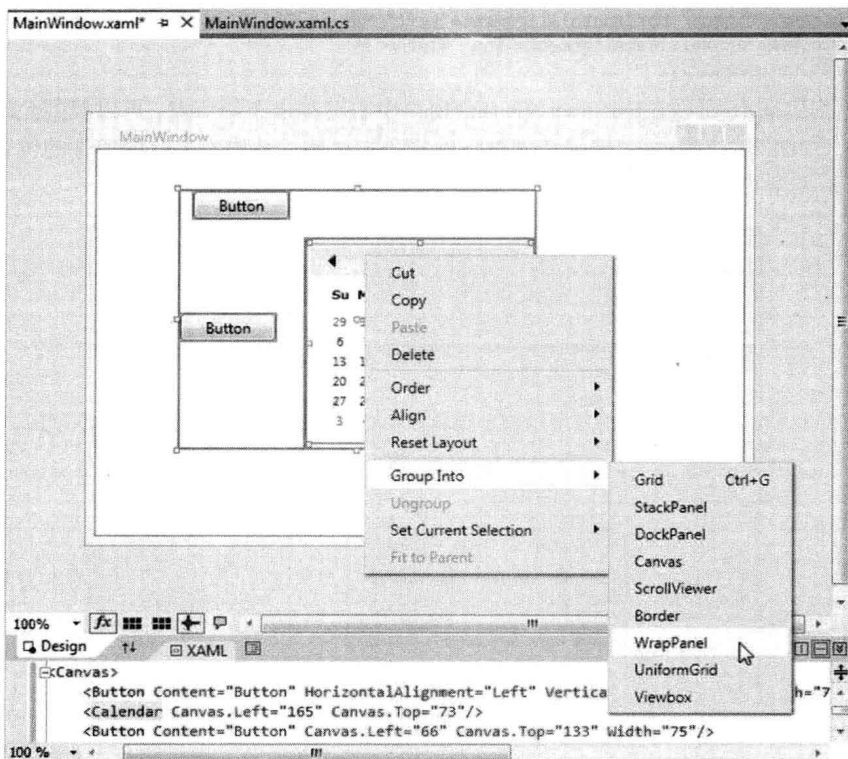 MainWindow.xaml*
MainWindow.xaml.cs
MainWindow
Button
Su
29
6
13
20
27
3
Button
Cut
Copy
Paste
Delete
Order
Align
Reset Layout
Group Into
Ungroup
Set Current Selection
Fit to Parent
Grid Ctrl+G
StackPanel
DockPanel
Canvas
ScrollViewer
Border
WrapPanel
UniformGrid
Viewbox
100%
fx
Design
XAML
<Canvas>
<Button Content="Button" HorizontalAlignment="Left" Vertica h="7
<Calendar Canvas.Left="165" Canvas.Top="73"/>
<Button Content="Button" Canvas.Left="66" Canvas.Top="133" Width="75"/>
100 %